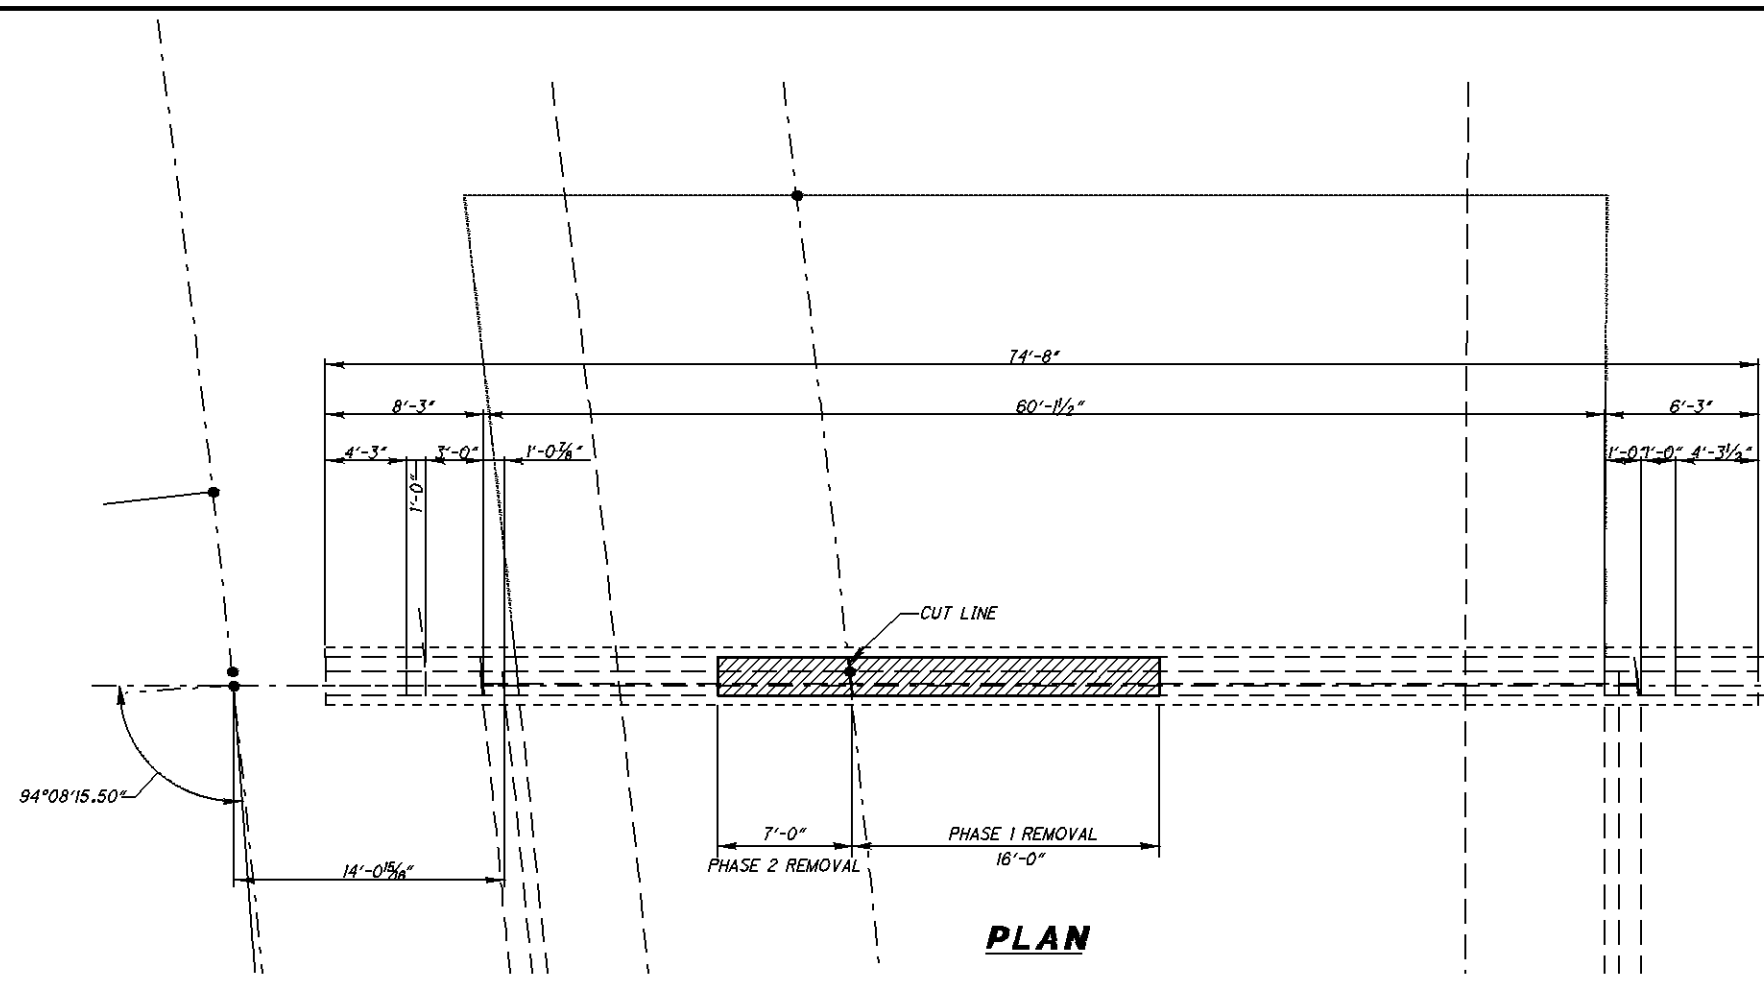 74'-8"
8'-3" 60'-1½" 6'-3"
4'-3" 3'-0" 1'-0⅞" 1'-0" 1'-0" 4'-3½"
1'-0"
CUT LINE
94°08'15.50"
7'-0" PHASE 1 REMOVAL
PHASE 2 REMOVAL 16'-0"
14'-0 15/16"
PLAN